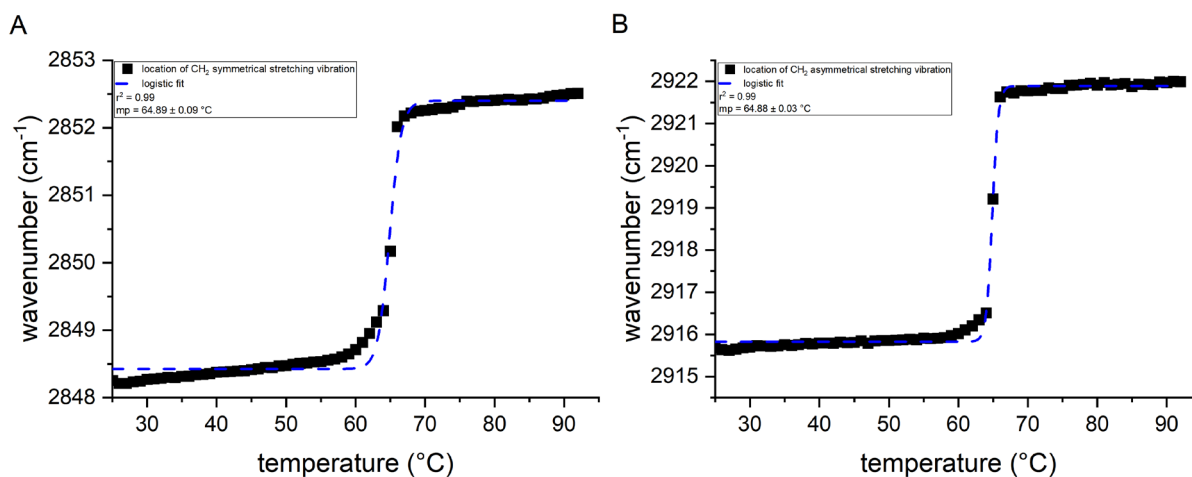 A
2853
2852
2851
2850
2849
2848
wavenumber (cm⁻¹)
location of CH₂ symmetrical stretching vibration
logistic fit
r² = 0.99
mp = 64.89 ± 0.09 °C
30 40 50 60 70 80 90
temperature (°C)
B
2922
2921
2920
2919
2918
2917
2916
2915
wavenumber (cm⁻¹)
location of CH₂ asymmetrical stretching vibration
logistic fit
r² = 0.99
mp = 64.88 ± 0.03 °C
30 40 50 60 70 80 90
temperature (°C)